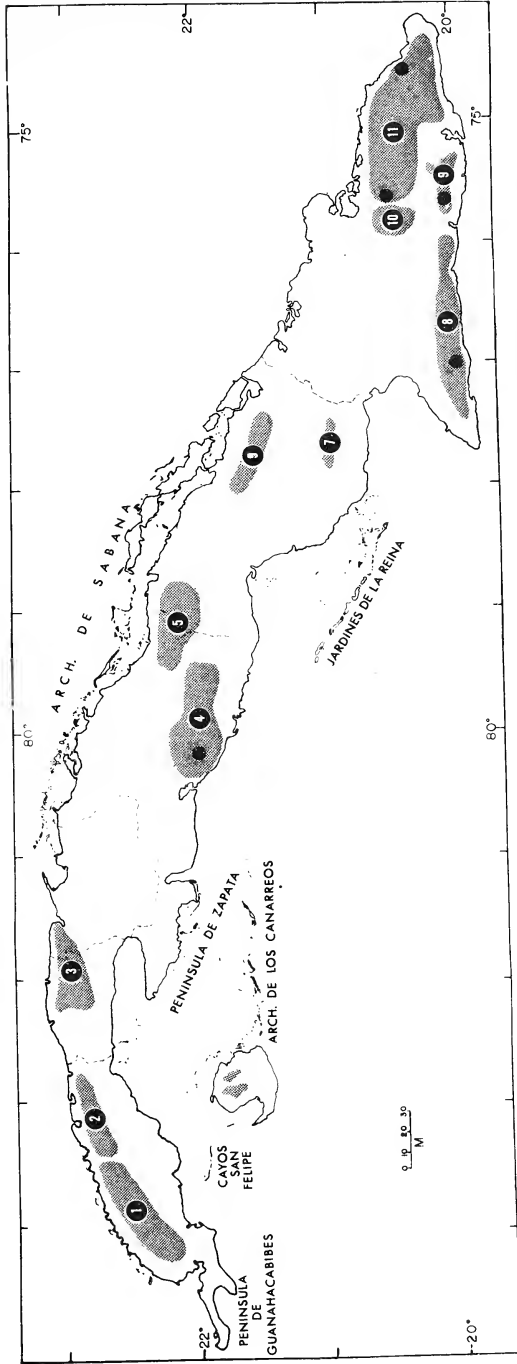 ARCH. DE SABANA
80°
75°
22°
20°
75°
80°
22°
20°
1
2
3
4
5
6
7
8
9
10
11
PENINSULA
DE
GUANAHACABIBES
CAYOS
SAN
FELIPE
PENINSULA DE ZAPATA
ARCH. DE LOS CANARREOS
JARDINES DE LA REINA
0 10 20 30
M